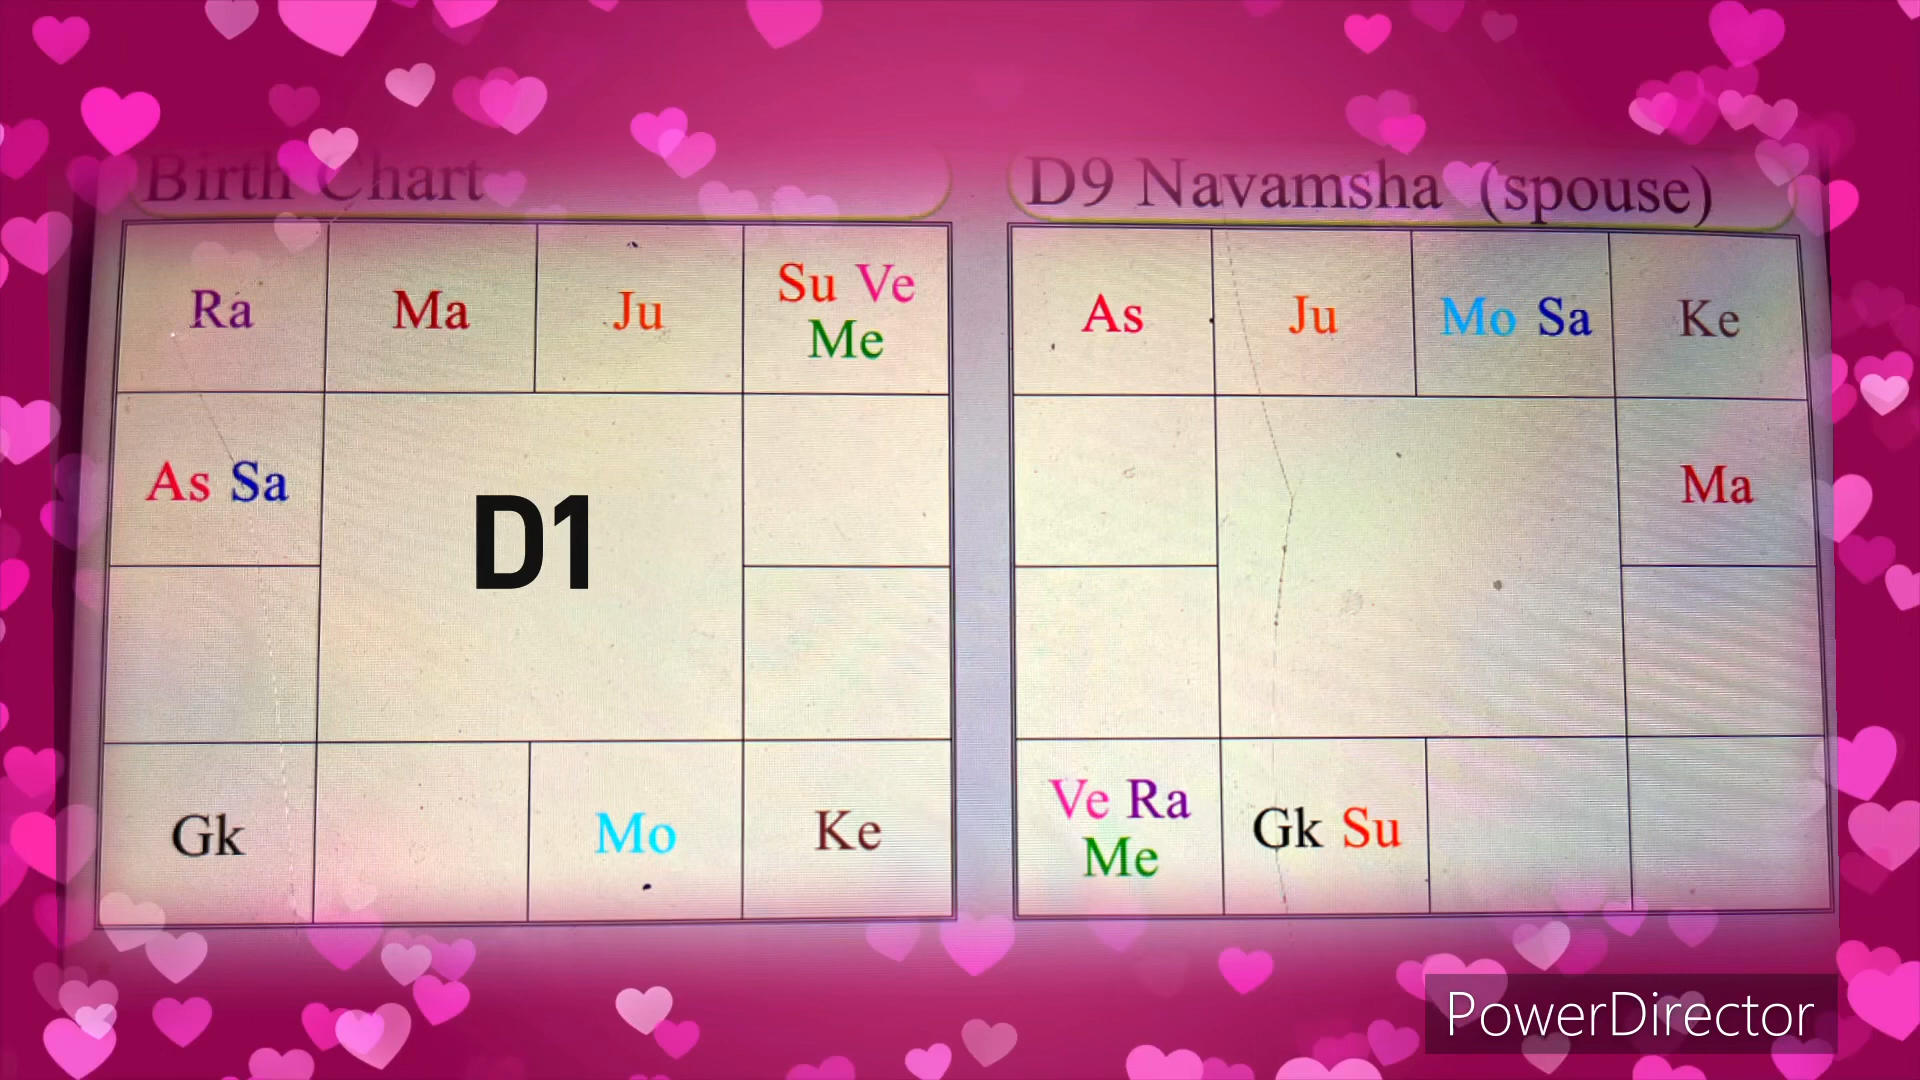 Birth Chart
D9 Navamsha (spouse)
Ra
Ma
Ju
Su Ve
Me
As
Ju
Mo Sa
Ke
As Sa
D1
Ma
Gk
Mo
Ke
Ve Ra
Me
Gk Su
PowerDirector